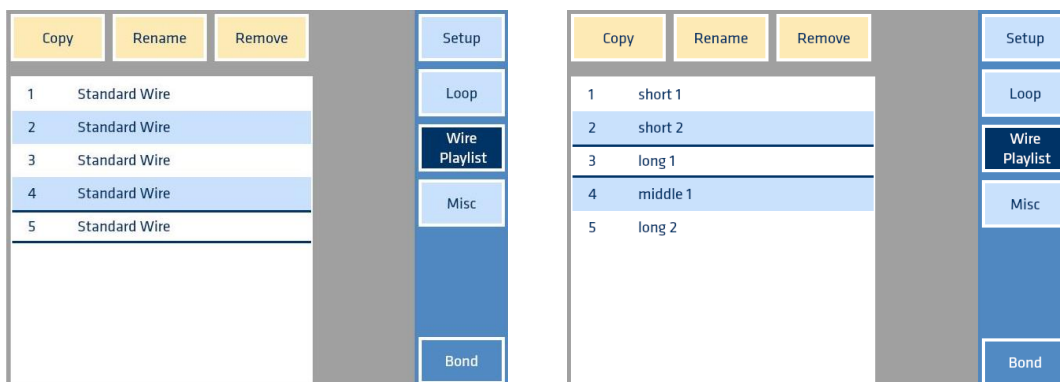 Copy Rename Remove Setup
1 Standard Wire
2 Standard Wire
3 Standard Wire
4 Standard Wire
5 Standard Wire
Loop
Wire
Playlist
Misc
Bond
Copy Rename Remove Setup
1 short 1
2 short 2
3 long 1
4 middle 1
5 long 2
Loop
Wire
Playlist
Misc
Bond